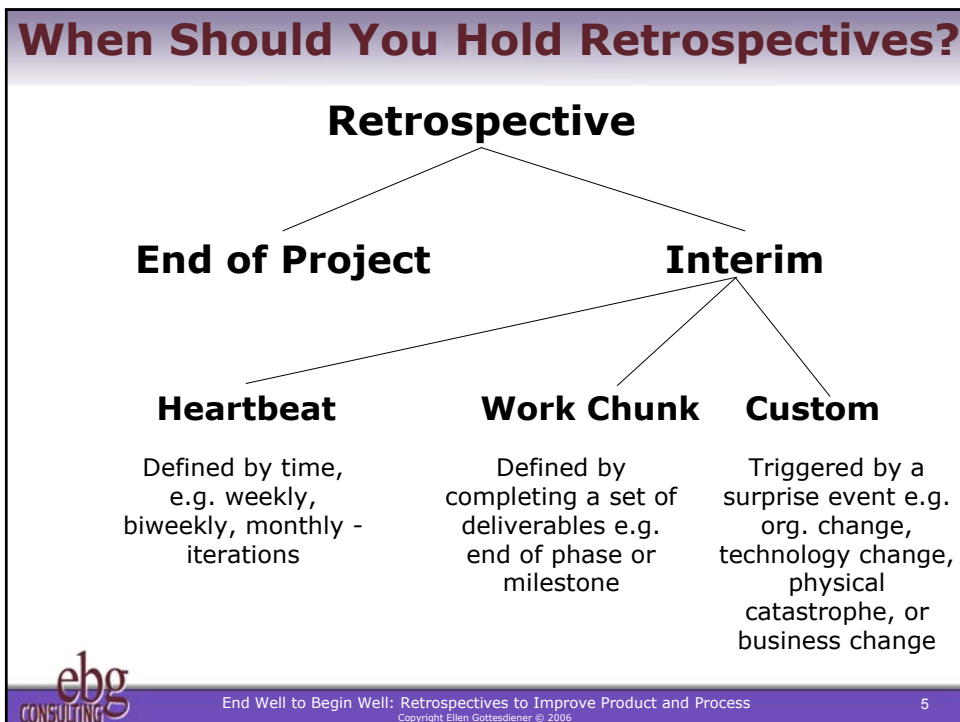 When Should You Hold Retrospectives?
Retrospective
End of Project
Interim
Heartbeat
Defined by time,
e.g. weekly,
biweekly, monthly -
iterations
Work Chunk
Defined by
completing a set of
deliverables e.g.
end of phase or
milestone
Custom
Triggered by a
surprise event e.g.
org. change,
technology change,
physical
catastrophe, or
business change
ebg
CONSULTING
End Well to Begin Well: Retrospectives to Improve Product and Process
Copyright Ellen Gottesdiener © 2006
5